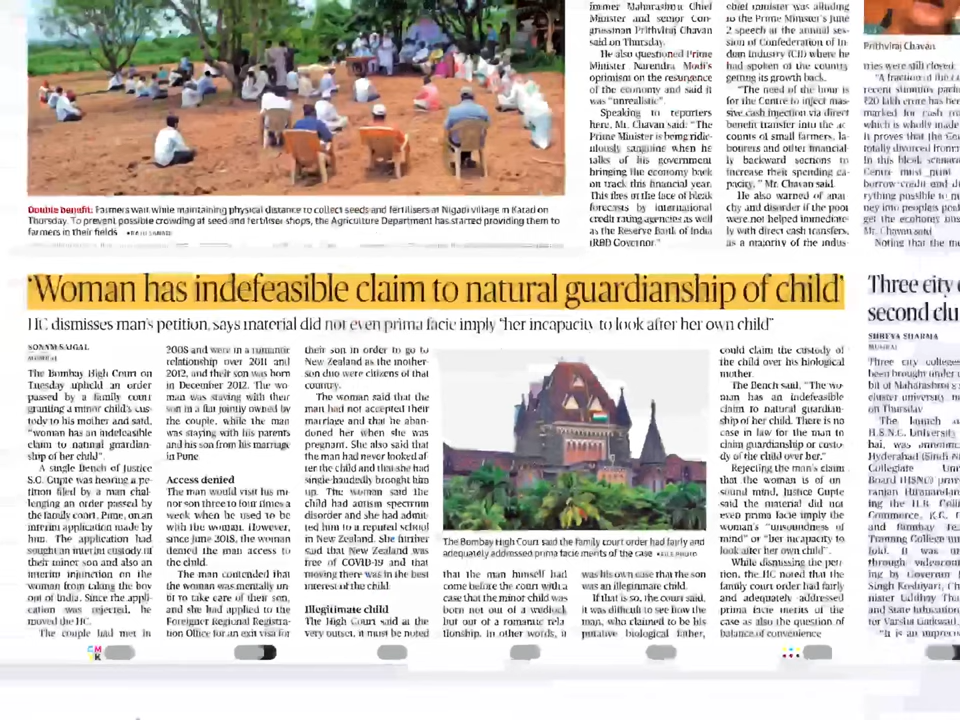 former Maharashtra Chief
Minister and senior Con-
gressman Prithviraj Chavan
said on Thursday.
He also questioned Prime
Minister Narendra Modi's
optimism on the resurgence
of the economy and said it
was "unrealistic".
Speaking to reporters
here, Mr. Chavan said: "The
Prime Minister is being ridic-
ulously sanguine when he
talks of his government
bringing the economy back
on track this financial year.
This flies in the face of bleak
forecasts by international
credit rating agencies as well
as the Reserve Bank of India
(RBI) Governor."
chief minister was alluding
to the Prime Minister's June
2 speech at the annual ses-
sion of Confederation of In-
dian Industry (CII) where he
had spoken of the country
getting its growth back.
"The need of the hour is
for the Centre to inject mas-
sive cash injection via direct
benefit transfer into the ac-
counts of small farmers, la-
bourers and other financial-
ly backward sections to
increase their spending ca-
pacity," Mr. Chavan said.
He also warned of anar-
chy and disorder if the poor
were not helped immediate-
ly with direct cash transfers,
as a majority of the indus-
Prithviraj Chavan
tries were still closed.
Double benefit: Farmers wait while maintaining physical distance to collect seeds and fertilisers at Nigadi village in Karad on
Thursday. To prevent possible crowding at seed and fertiliser shops, the Agriculture Department has started providing them to
farmers in their fields
'Woman has indefeasible claim to natural guardianship of child'
HC dismisses man's petition, says material did not even prima facie imply "her incapacity to look after her own child"
SONAM SAIGAL
MUMBAI
The Bombay High Court on
Tuesday upheld an order
passed by a family court
granting a minor child's cus-
tody to his mother and said,
"woman has an indefeasible
claim to natural guardian-
ship of her child".
A single Bench of Justice
S.C. Gupte was hearing a pe-
tition filed by a man chal-
lenging an order passed by
the family court, Pune, on an
interim application made by
him. The application had
sought an interim custody of
their minor son and also an
interim injunction on the
woman from taking the boy
out of India. Since the appli-
cation was rejected, he
moved the HC.
The couple had met in
2008 and were in a romantic
relationship over 2011 and
2012, and their son was born
in December 2012. The wo-
man was staying with their
son in a flat jointly owned by
the couple, while the man
was staying with his parents
and his son from his marriage
in Pune.
Access denied
The man would visit his mi-
nor son three to four times a
week when he used to be
with the woman. However,
since June 2018, the woman
denied the man access to
the child.
The man contended that
the woman was mentally un-
fit to take care of their son,
and she had applied to the
Foreigner Regional Registra-
tion Office for an exit visa for
their son in order to go to
New Zealand as the mother-
son duo were citizens of that
country.
The woman said that the
man had not accepted their
marriage and that he aban-
doned her when she was
pregnant. She also said that
the man had never looked af-
ter the child and that she had
single-handedly brought him
up. The woman said the
child had autism spectrum
disorder and she had admit-
ted him to a reputed school
in New Zealand. She further
said that New Zealand was
free of COVID-19 and that
moving there was in the best
interest of the child.
Illegitimate child
The High Court said at the
very outset, it must be noted
The Bombay High Court said the family court order had fairly and
adequately addressed prima facie merits of the case
that the man himself had
come before the court with a
case that the minor child was
born not out of a wedlock
but out of a romantic rela-
tionship. In other words, it
was his own case that the son
was an illegitimate child.
If that is so, the court said,
it was difficult to see how the
man, who claimed to be his
putative biological father,
could claim the custody of
the child over his biological
mother.
The Bench said, "The wo-
man has an indefeasible
claim to natural guardian-
ship of her child. There is no
case in law for the man to
claim guardianship or custo-
dy of the child over her."
Rejecting the man's claim
that the woman is of un-
sound mind, Justice Gupte
said the material did not
even prima facie imply the
woman's "unsoundness of
mind" or "her incapacity to
look after her own child".
While dismissing the peti-
tion, the HC noted that the
family court order had fairly
and adequately addressed
prima facie merits of the
case as also the question of
balance of convenience
Three city
second clu
SHREYA SHARMA
MUMBAI
Three city colleges
been brought under
on Thursday
CM
YK